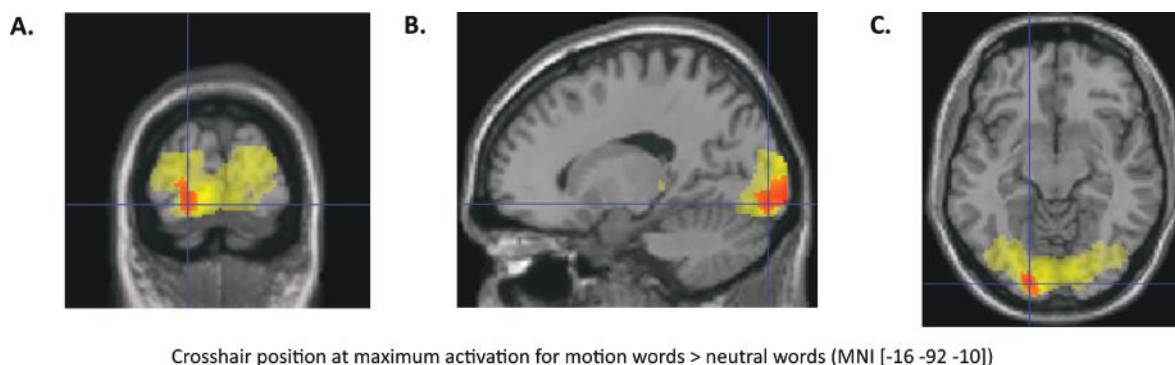 A.
B.
C.
Crosshair position at maximum activation for motion words > neutral words (MNI [-16 -92 -10])